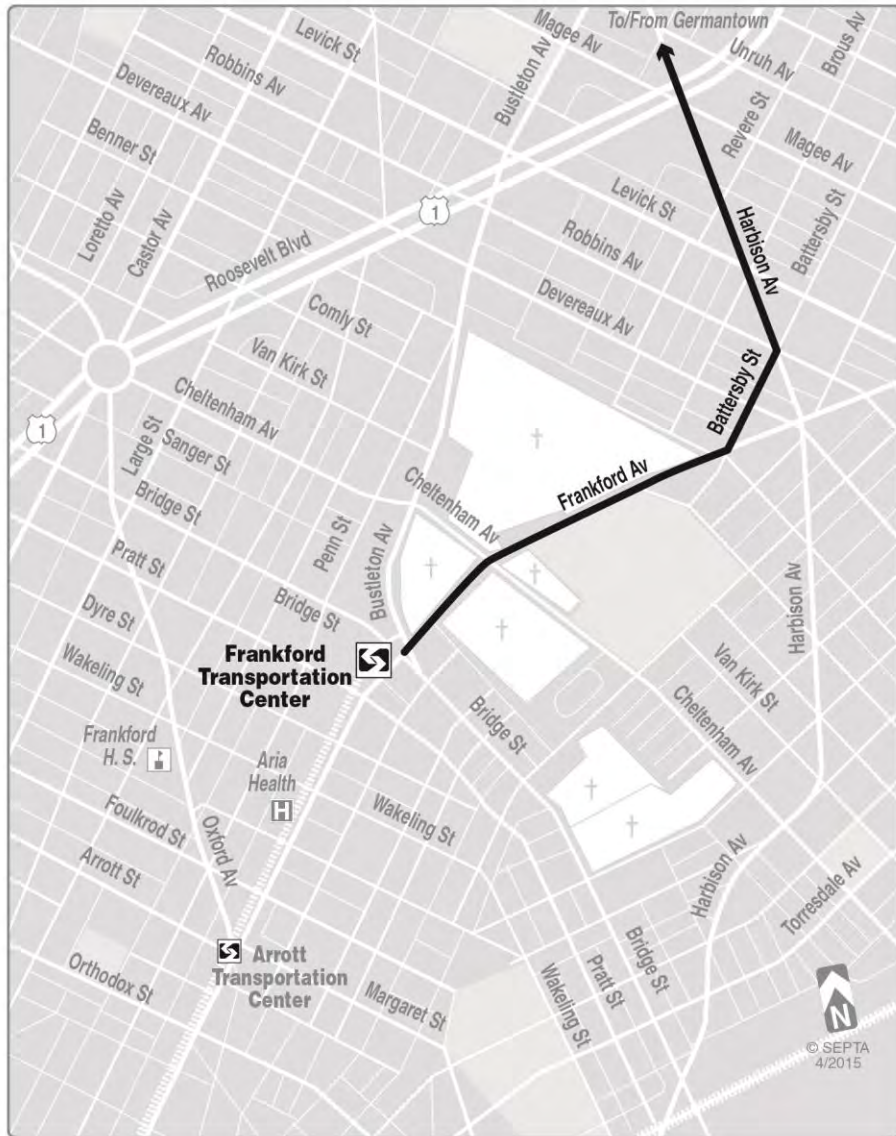 To/From Germantown
Magee Av
Levick St
Robbins Av
Bustleton Av
Unruh Av
Brous Av
Devereaux Av
Revere St
Benner St
Magee Av
Loretto Av
Castor Av
1
Levick St
Harbison Av
Battersby St
Roosevelt Blvd
Robbins Av
Comly St
Devereaux Av
Van Kirk St
Battersby St
Cheltenham Av
1
Large St
Sanger St
Frankford Av
Bridge St
Cheltenham Av
Penn St
Pratt St
Bustleton Av
Harbison Av
Dyre St
Bridge St
Frankford
Transportation
Center
Wakeling St
Van Kirk St
Bridge St
Cheltenham Av
Frankford
H. S.
Aria
Health
H
Foulkrod St
Oxford Av
Wakeling St
Arrott St
Harbison Av
Torresdale Av
Arrott
Transportation
Center
Orthodox St
Margaret St
Wakeling St
Pratt St
Bridge St
N
© SEPTA
4/2015